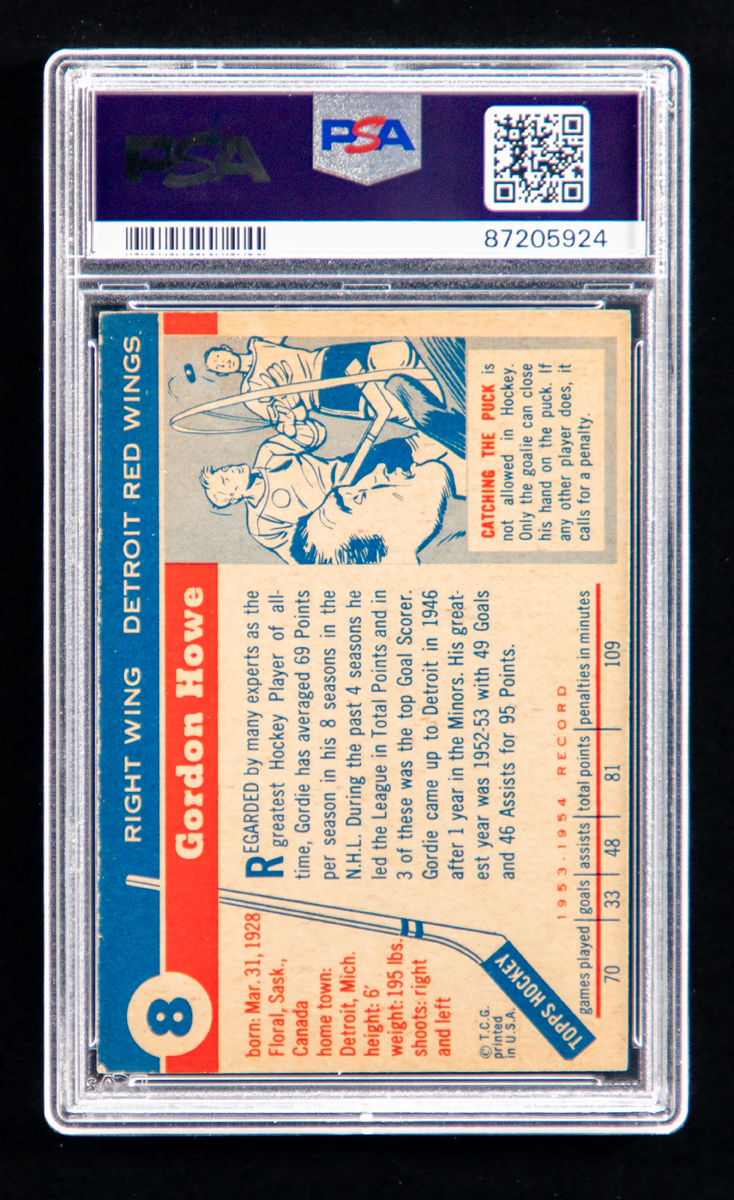 PSA
PSA
87205924
8
RIGHT WING DETROIT RED WINGS
Gordon Howe
born: Mar. 31, 1928
Floral, Sask.,
Canada
home town:
Detroit, Mich.
height: 6'
weight: 195 lbs.
shoots: right
and left
© T.C.G.
printed
in U.S.A.
TOPPS HOCKEY
REGARDED by many experts as the
greatest Hockey Player of all-
time, Gordie has averaged 69 Points
per season in his 8 seasons in the
N.H.L. During the past 4 seasons he
led the League in Total Points and in
3 of these was the top Goal Scorer.
Gordie came up to Detroit in 1946
after 1 year in the Minors. His great-
est year was 1952-53 with 49 Goals
and 46 Assists for 95 Points.
1953-1954 RECORD
games played goals assists total points penalties in minutes
70 33 48 81 109
CATCHING THE PUCK is
not allowed in Hockey.
Only the goalie can close
his hand on the puck. If
any other player does, it
calls for a penalty.